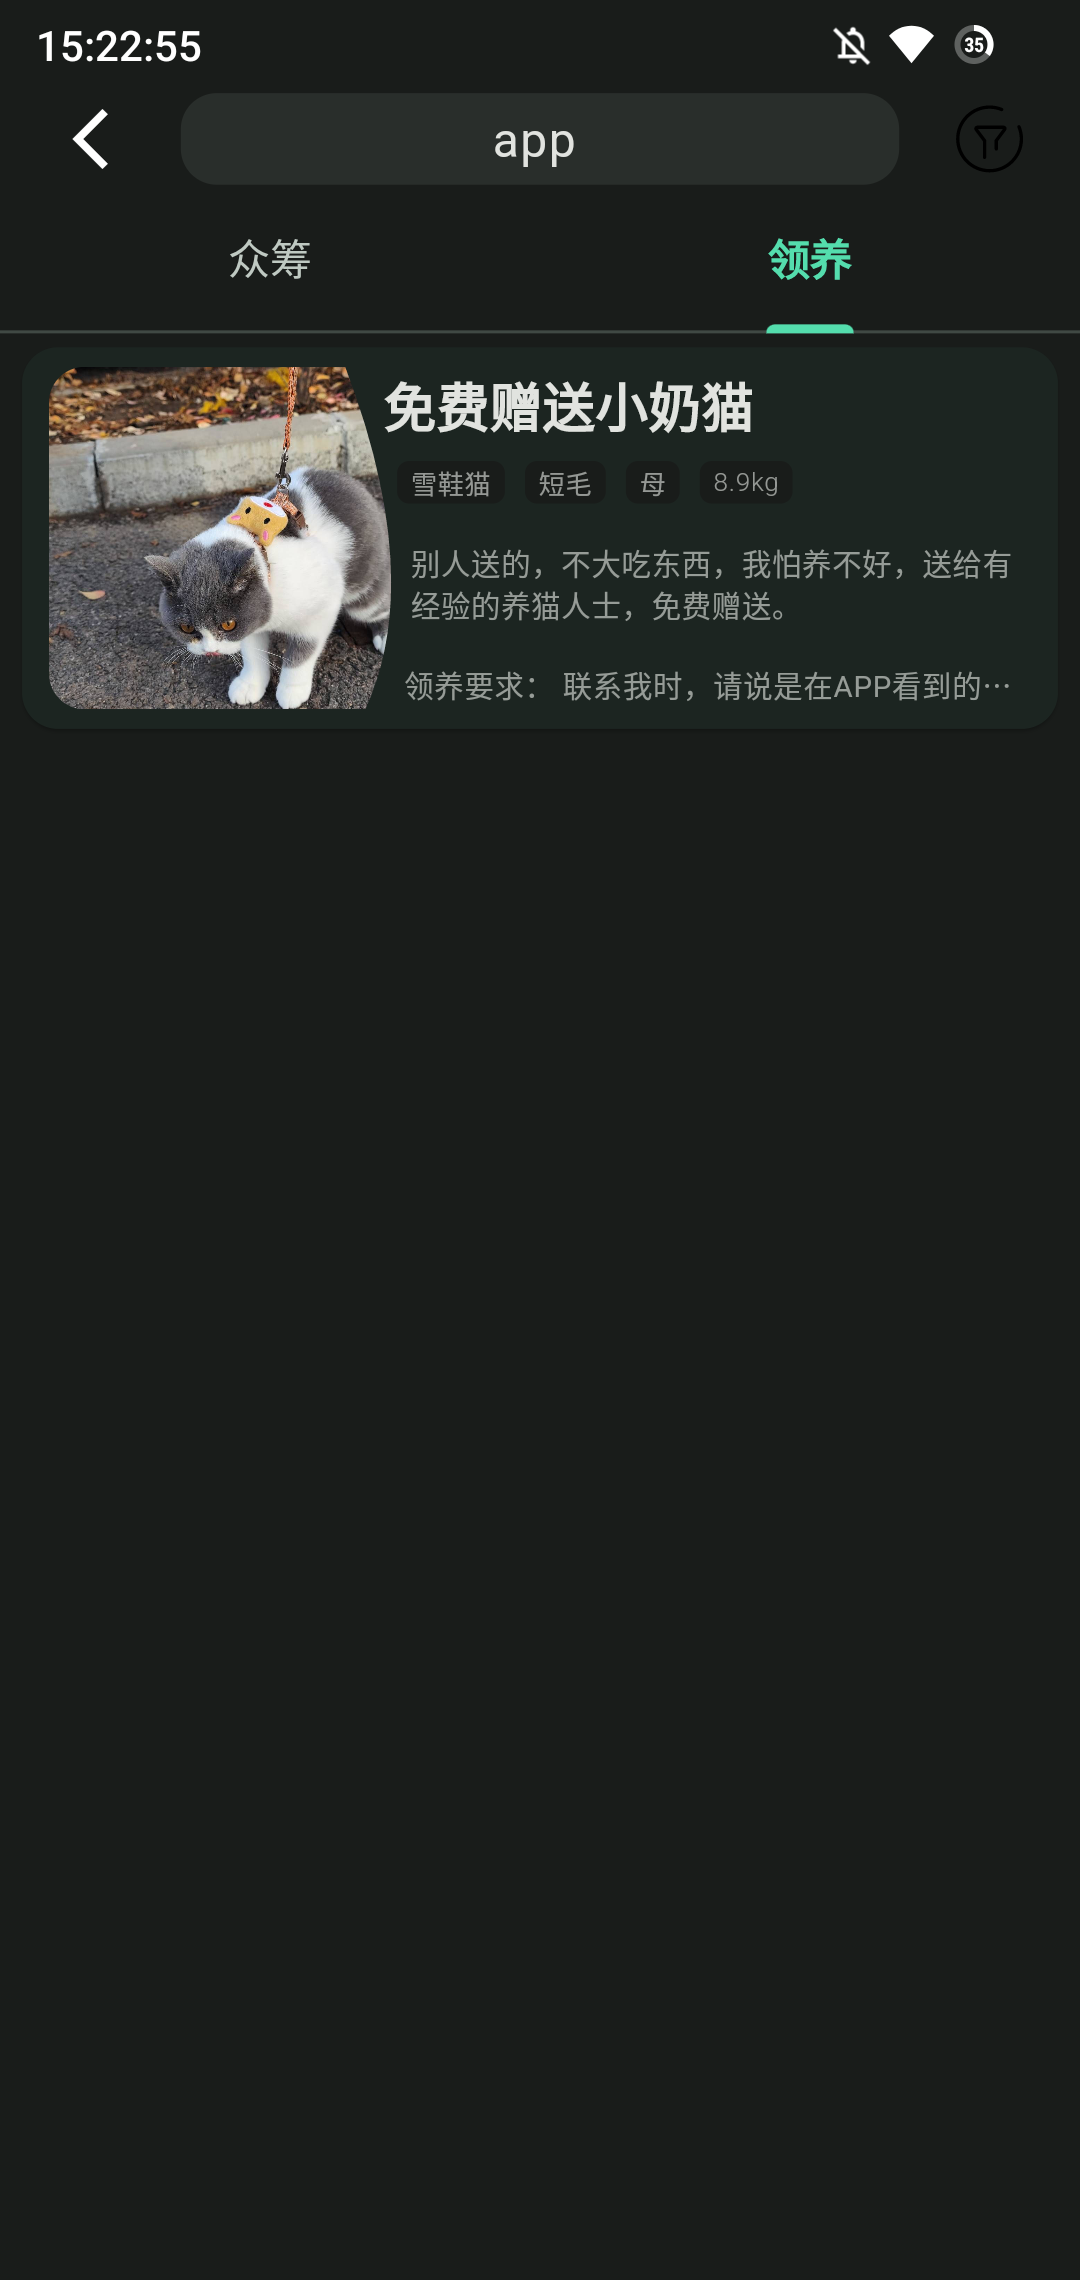 15:22:55
35
app
众筹
领养
免费赠送小奶猫
雪鞋猫 短毛 母 8.9kg
别人送的，不大吃东西，我怕养不好，送给有
经验的养猫人士，免费赠送。
领养要求： 联系我时，请说是在APP看到的…